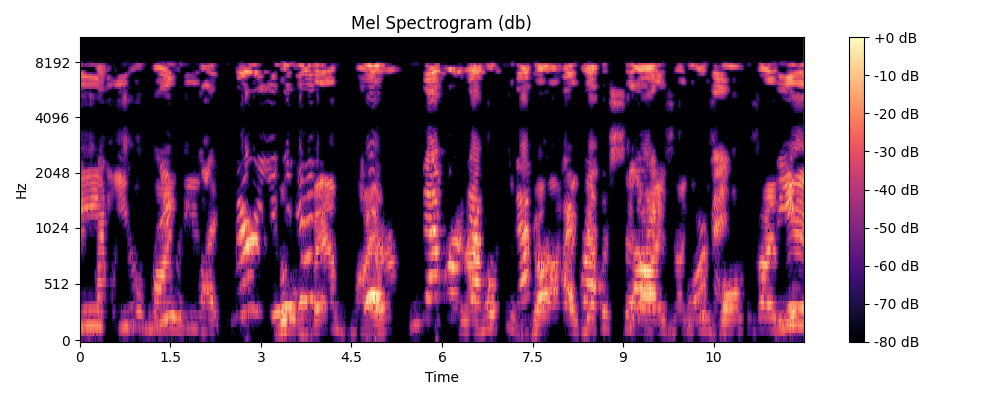 Mel Spectrogram (db)
8192
4096
2048
1024
512
0
Hz
0 1.5 3 4.5 6 7.5 9 10
Time
+0 dB
-10 dB
-20 dB
-30 dB
-40 dB
-50 dB
-60 dB
-70 dB
-80 dB